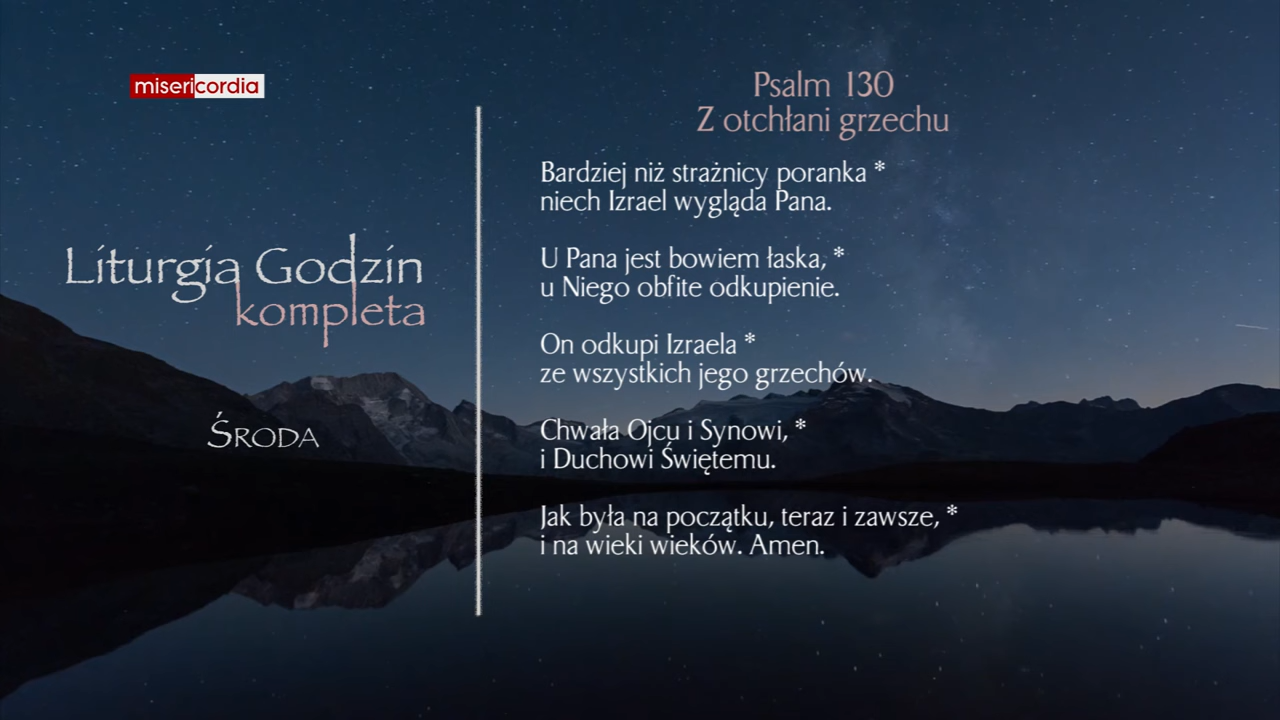 misericordia
Liturgia Godzin
kompleta
Środa
Psalm 130
Z otchłani grzechu
Bardziej niż strażnicy poranka *
niech Izrael wygląda Pana.
U Pana jest bowiem łaska, *
u Niego obfite odkupienie.
On odkupi Izraela *
ze wszystkich jego grzechów.
Chwała Ojcu i Synowi, *
i Duchowi Świętemu.
Jak była na początku, teraz i zawsze, *
i na wieki wieków. Amen.